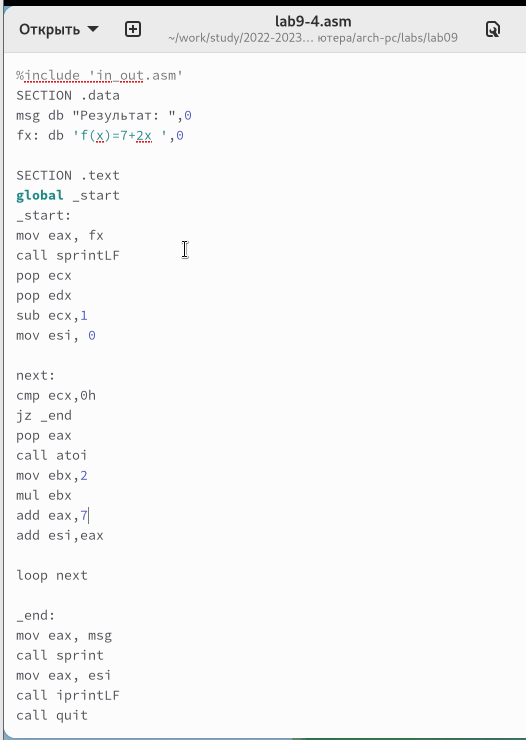 Открыть
lab9-4.asm
~/work/study/2022-2023... ютера/arch-pc/labs/lab09
%include 'in_out.asm'
SECTION .data
msg db "Результат: ",0
fx: db 'f(x)=7+2x ',0
SECTION .text
global _start
_start:
mov eax, fx
call sprintLF
pop ecx
pop edx
sub ecx,1
mov esi, 0
next:
cmp ecx,0h
jz _end
pop eax
call atoi
mov ebx,2
mul ebx
add eax,7
add esi,eax
loop next
_end:
mov eax, msg
call sprint
mov eax, esi
call iprintLF
call quit